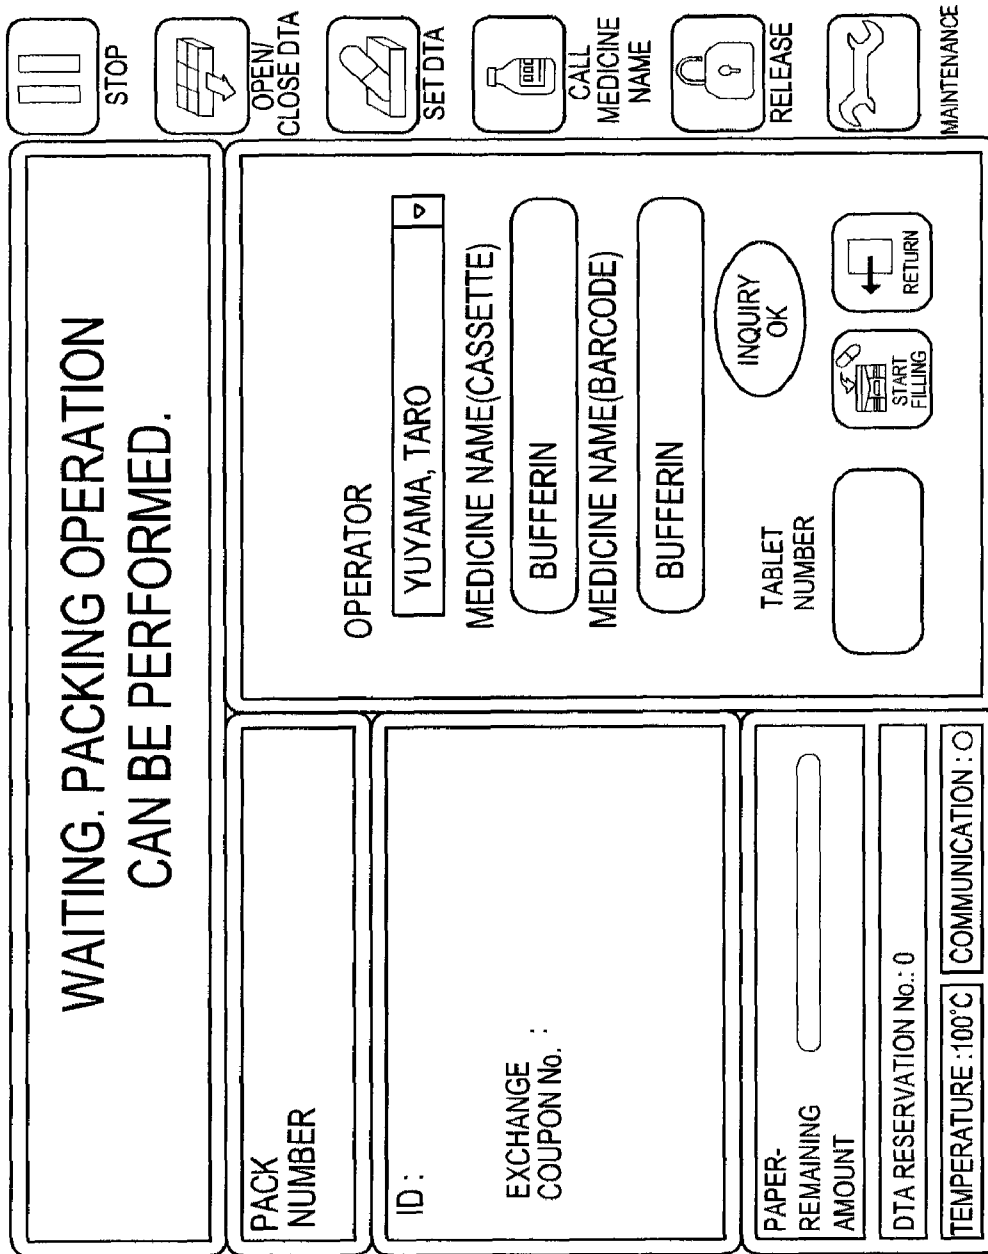 WAITING. PACKING OPERATION
CAN BE PERFORMED.
PACK
NUMBER
ID :
EXCHANGE
COUPON No. :
PAPER-
REMAINING
AMOUNT
DTA RESERVATION No.: 0
TEMPERATURE :100°C
COMMUNICATION : O
OPERATOR
YUYAMA, TARO
MEDICINE NAME(CASSETTE)
BUFFERIN
MEDICINE NAME(BARCODE)
BUFFERIN
INQUIRY
OK
TABLET
NUMBER
START
FILLING
RETURN
STOP
OPEN/
CLOSE DTA
SET DTA
CALL
MEDICINE
NAME
RELEASE
MAINTENANCE